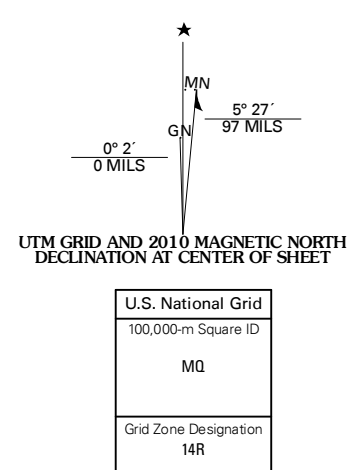 MN
5° 27´
97 MILS
GN
0° 2´
0 MILS
UTM GRID AND 2010 MAGNETIC NORTH
DECLINATION AT CENTER OF SHEET
U.S. National Grid
100,000-m Square ID
MQ
Grid Zone Designation
14R